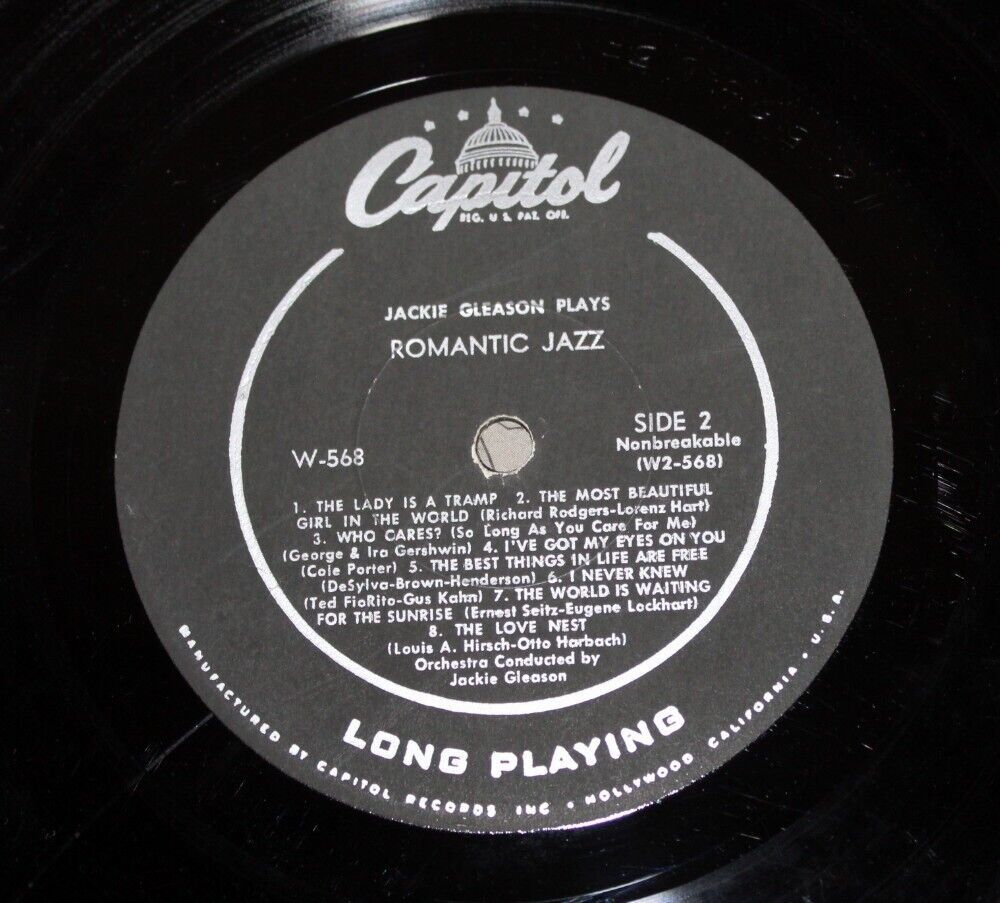 Capitol
REG. U. S. PAT. OFF.
JACKIE GLEASON PLAYS
ROMANTIC JAZZ
W-568
SIDE 2
Nonbreakable
(W2-568)
1. THE LADY IS A TRAMP 2. THE MOST BEAUTIFUL
GIRL IN THE WORLD (Richard Rodgers-Lorenz Hart)
3. WHO CARES? (So Long As You Care For Me)
(George & Ira Gershwin) 4. I'VE GOT MY EYES ON YOU
(Cole Porter) 5. THE BEST THINGS IN LIFE ARE FREE
(DeSylva-Brown-Henderson) 6. I NEVER KNEW
(Ted FioRito-Gus Kahn) 7. THE WORLD IS WAITING
FOR THE SUNRISE (Ernest Seitz-Eugene Lockhart)
8. THE LOVE NEST
(Louis A. Hirsch-Otto Harbach)
Orchestra Conducted by
Jackie Gleason
LONG PLAYING
MANUFACTURED BY CAPITOL RECORDS INC • HOLLYWOOD CALIFORNIA • U. S. A.